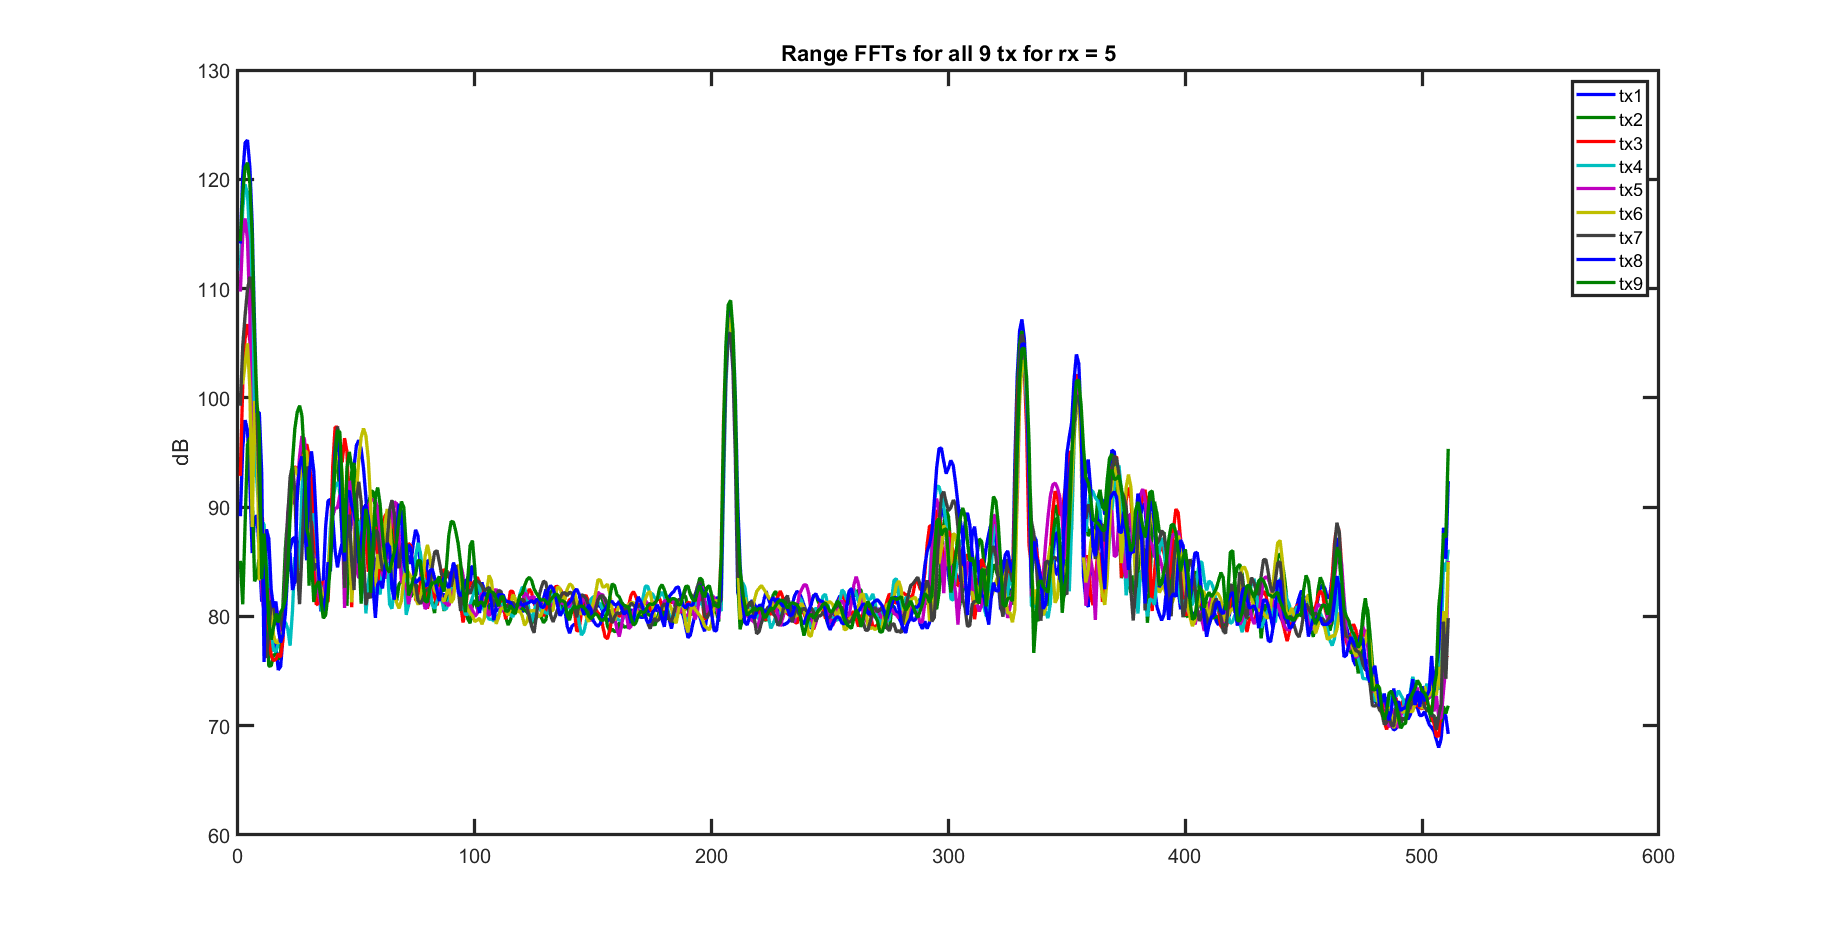 Range FFTs for all 9 tx for rx = 5
130
120
110
100
90
80
70
60
dB
0 100 200 300 400 500 600
tx1
tx2
tx3
tx4
tx5
tx6
tx7
tx8
tx9